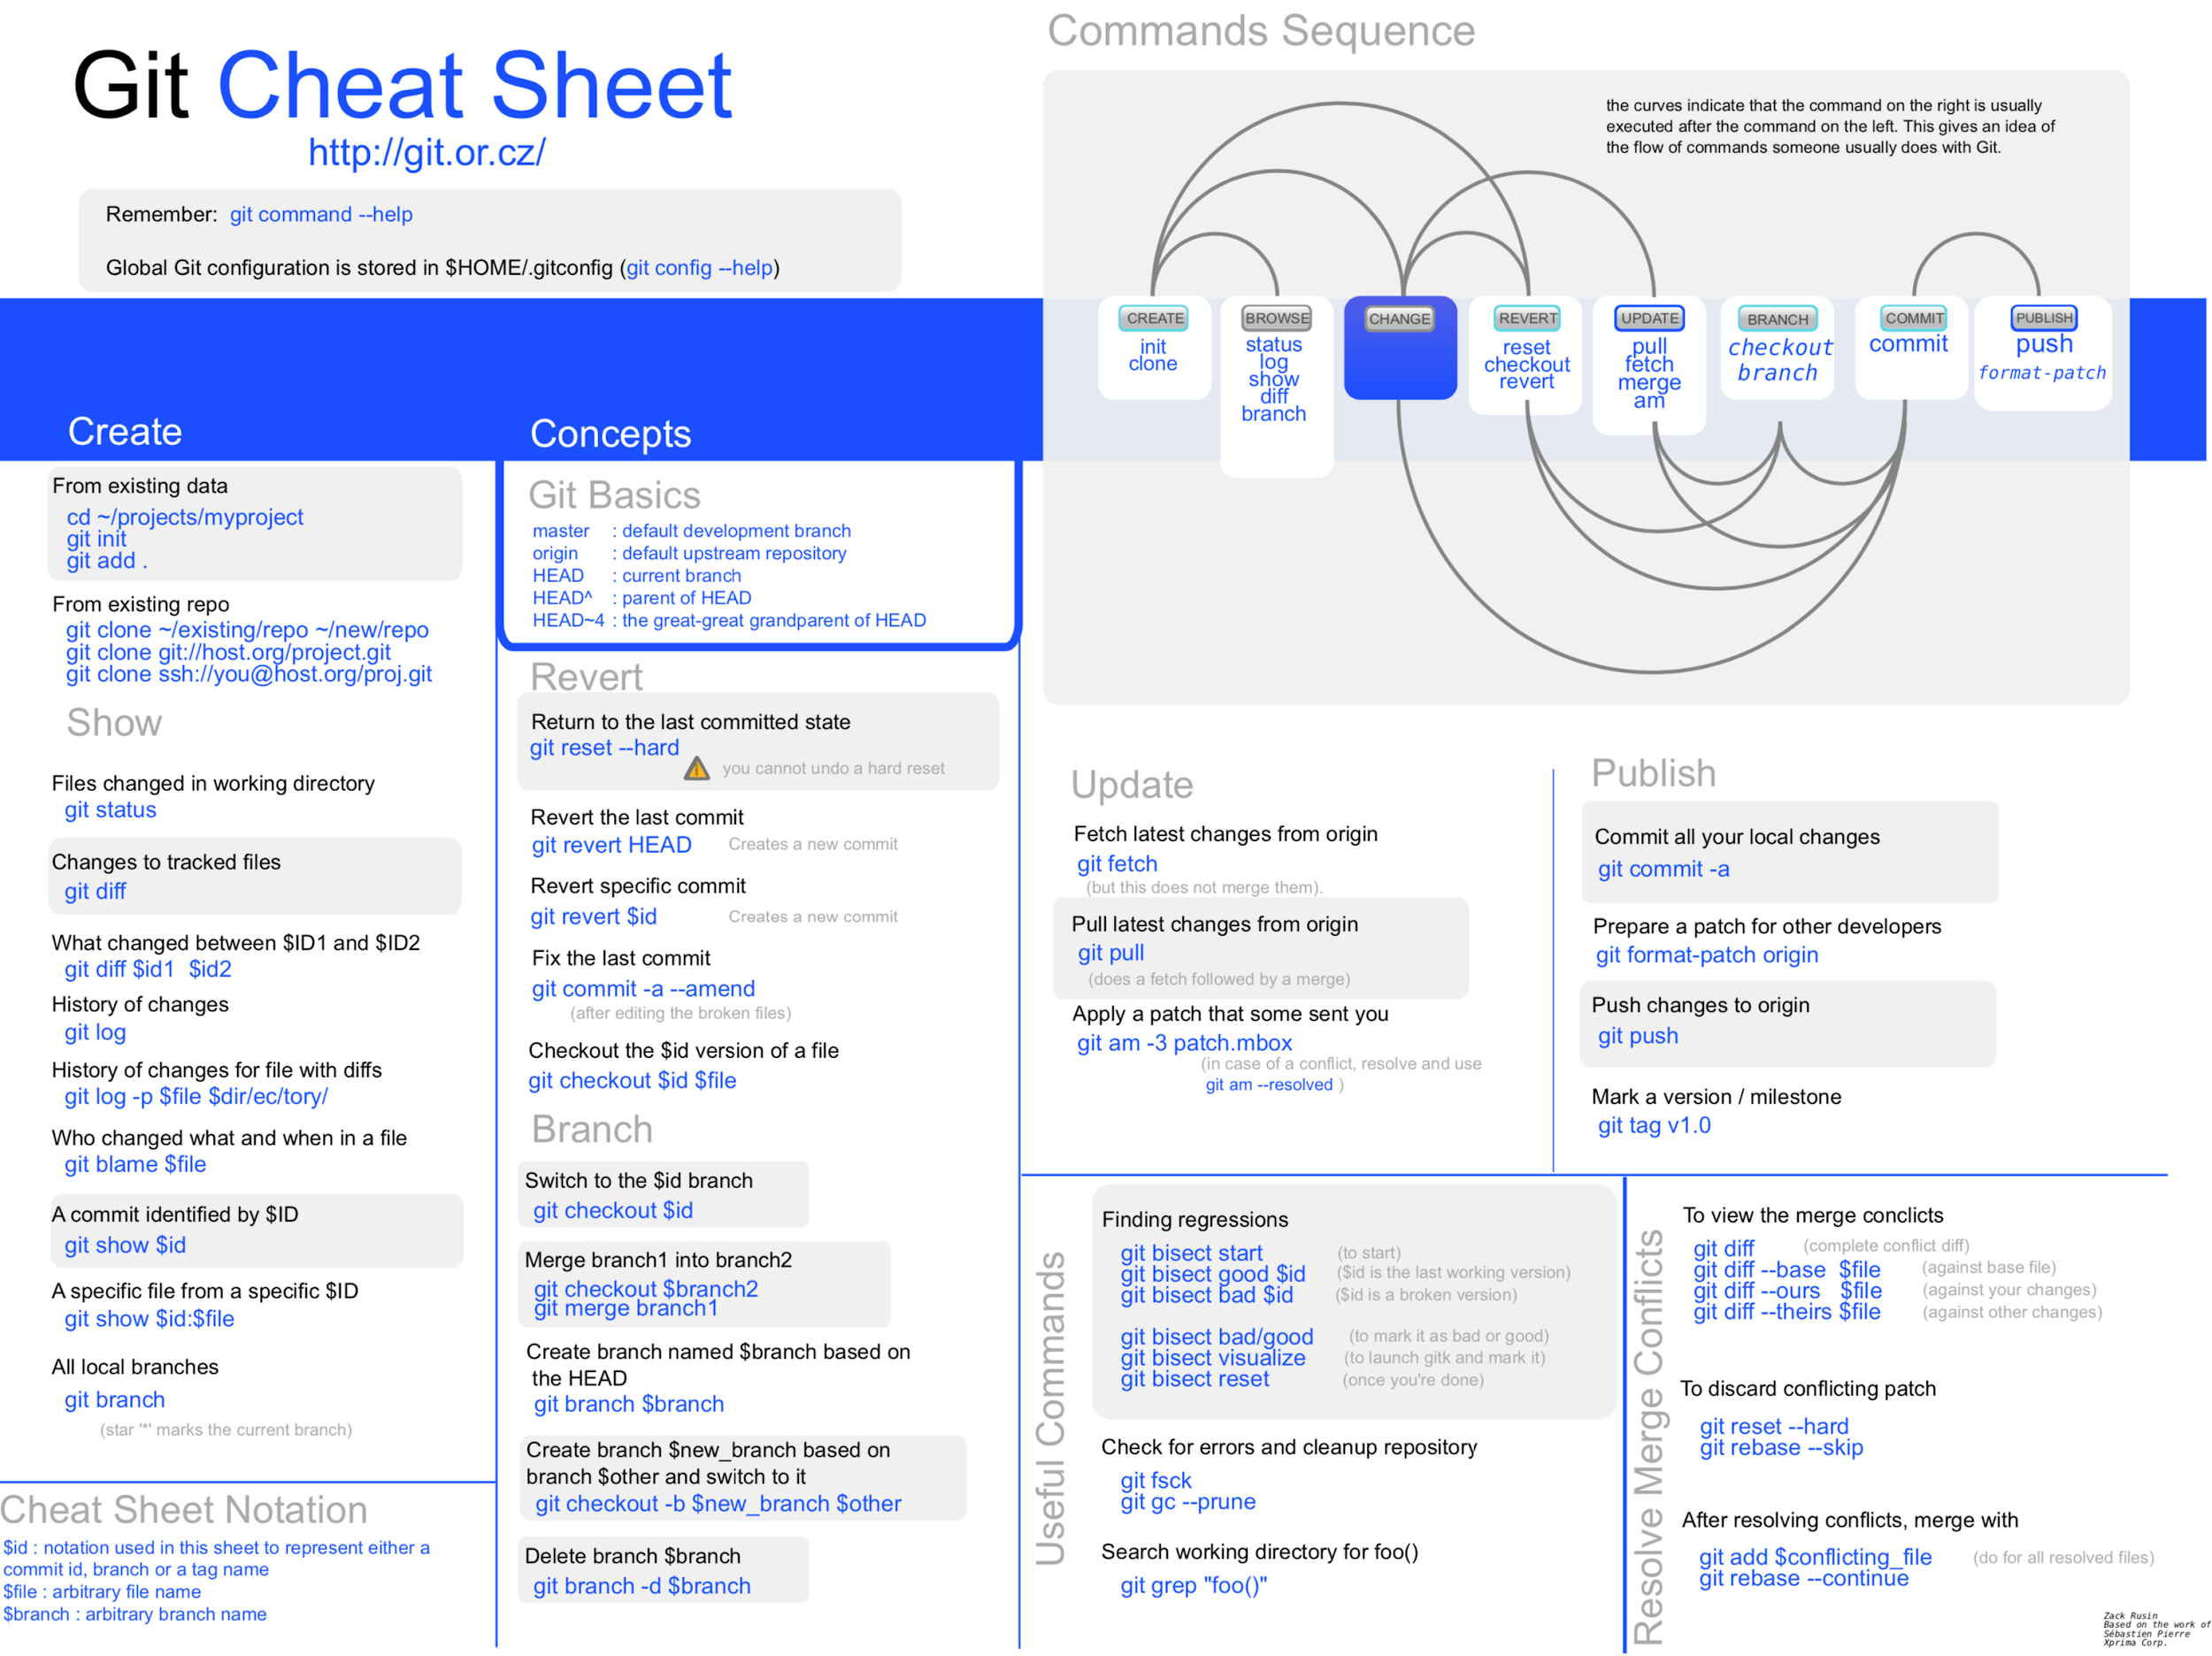 Git Cheat Sheet
http://git.or.cz/
Remember: git command --help
Global Git configuration is stored in $HOME/.gitconfig (git config --help)
Commands Sequence
the curves indicate that the command on the right is usually
executed after the command on the left. This gives an idea of
the flow of commands someone usually does with Git.
CREATE
init
clone
BROWSE
status
log
show
diff
branch
CHANGE
REVERT
reset
checkout
revert
UPDATE
pull
fetch
merge
am
BRANCH
checkout
branch
COMMIT
commit
PUBLISH
push
format-patch
Create
From existing data
cd ~/projects/myproject
git init
git add .
From existing repo
git clone ~/existing/repo ~/new/repo
git clone git://host.org/project.git
git clone ssh://you@host.org/proj.git
Show
Files changed in working directory
git status
Changes to tracked files
git diff
What changed between $ID1 and $ID2
git diff $id1 $id2
History of changes
git log
History of changes for file with diffs
git log -p $file $dir/ec/tory/
Who changed what and when in a file
git blame $file
A commit identified by $ID
git show $id
A specific file from a specific $ID
git show $id:$file
All local branches
git branch
(star '*' marks the current branch)
Cheat Sheet Notation
$id : notation used in this sheet to represent either a
commit id, branch or a tag name
$file : arbitrary file name
$branch : arbitrary branch name
Concepts
Git Basics
master : default development branch
origin : default upstream repository
HEAD : current branch
HEAD^ : parent of HEAD
HEAD~4 : the great-great grandparent of HEAD
Revert
Return to the last committed state
git reset --hard
you cannot undo a hard reset
Revert the last commit
git revert HEAD Creates a new commit
Revert specific commit
git revert $id Creates a new commit
Fix the last commit
git commit -a --amend
(after editing the broken files)
Checkout the $id version of a file
git checkout $id $file
Branch
Switch to the $id branch
git checkout $id
Merge branch1 into branch2
git checkout $branch2
git merge branch1
Create branch named $branch based on
the HEAD
git branch $branch
Create branch $new_branch based on
branch $other and switch to it
git checkout -b $new_branch $other
Delete branch $branch
git branch -d $branch
Update
Fetch latest changes from origin
git fetch
(but this does not merge them).
Pull latest changes from origin
git pull
(does a fetch followed by a merge)
Apply a patch that some sent you
git am -3 patch.mbox
(in case of a conflict, resolve and use
git am --resolved )
Publish
Commit all your local changes
git commit -a
Prepare a patch for other developers
git format-patch origin
Push changes to origin
git push
Mark a version / milestone
git tag v1.0
Useful Commands
Finding regressions
git bisect start (to start)
git bisect good $id ($id is the last working version)
git bisect bad $id ($id is a broken version)
git bisect bad/good (to mark it as bad or good)
git bisect visualize (to launch gitk and mark it)
git bisect reset (once you're done)
Check for errors and cleanup repository
git fsck
git gc --prune
Search working directory for foo()
git grep "foo()"
Resolve Merge Conflicts
To view the merge conclicts
git diff (complete conflict diff)
git diff --base $file (against base file)
git diff --ours $file (against your changes)
git diff --theirs $file (against other changes)
To discard conflicting patch
git reset --hard
git rebase --skip
After resolving conflicts, merge with
git add $conflicting_file (do for all resolved files)
git rebase --continue
Zack Rusin
Based on the work of
Sébastien Pierre
Xprima Corp.